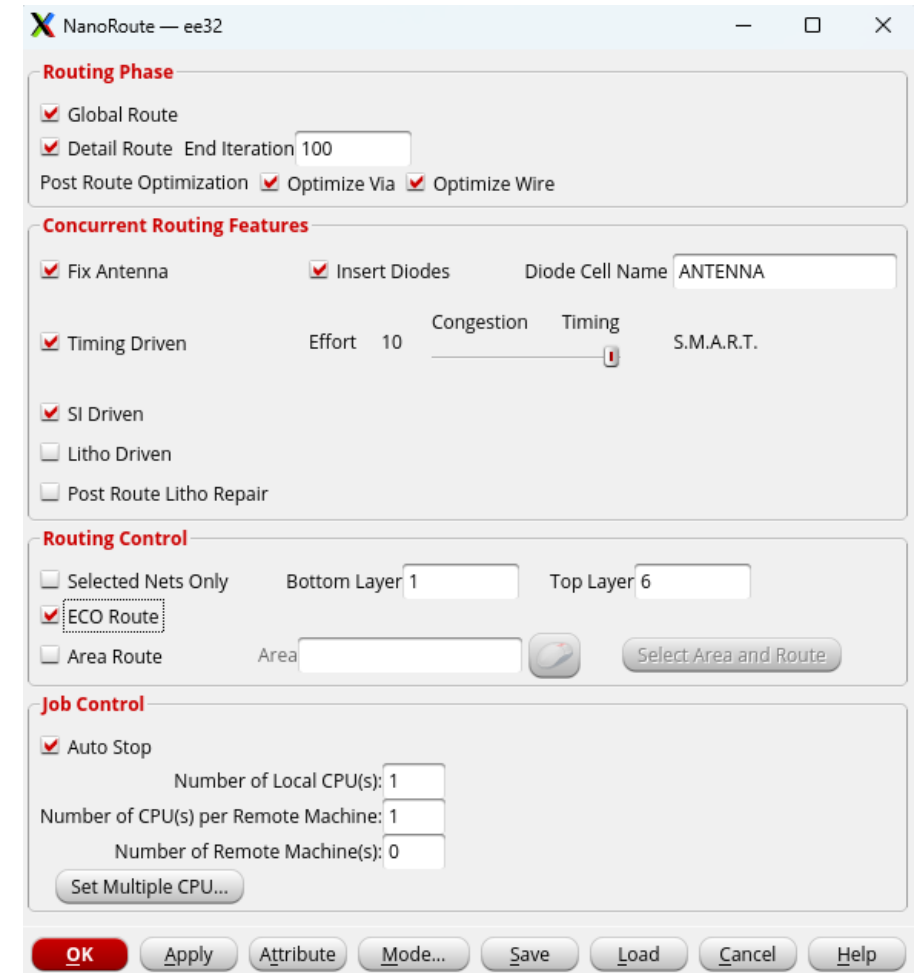 NanoRoute — ee32
Routing Phase
Global Route
Detail Route End Iteration 100
Post Route Optimization Optimize Via Optimize Wire
Concurrent Routing Features
Fix Antenna Insert Diodes Diode Cell Name ANTENNA
Congestion Timing
Timing Driven Effort 10 S.M.A.R.T.
SI Driven
Litho Driven
Post Route Litho Repair
Routing Control
Selected Nets Only Bottom Layer 1 Top Layer 6
ECO Route
Area Route Area Select Area and Route
Job Control
Auto Stop
Number of Local CPU(s): 1
Number of CPU(s) per Remote Machine: 1
Number of Remote Machine(s): 0
Set Multiple CPU...
OK Apply Attribute Mode... Save Load Cancel Help